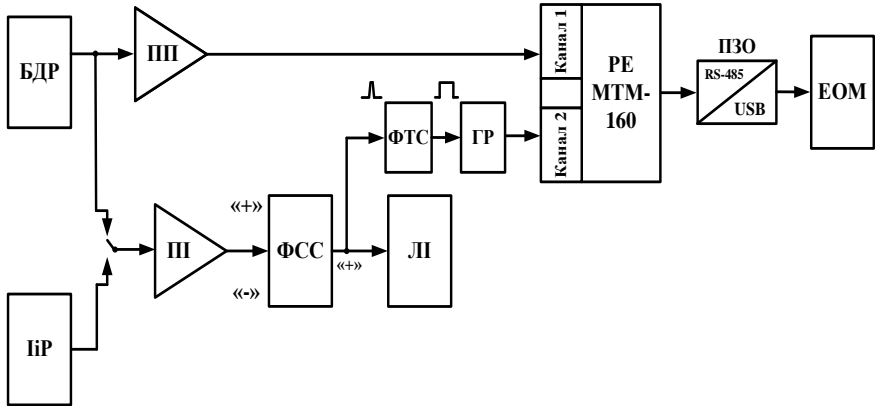 БДР
ПП
Канал 1
Канал 2
РЕ
МТМ-
160
ПЗО
RS-485
USB
ЕОМ
ФТС
ГР
«+»
ПІ
ФСС
«+»
ЛІ
«-»
ІіР